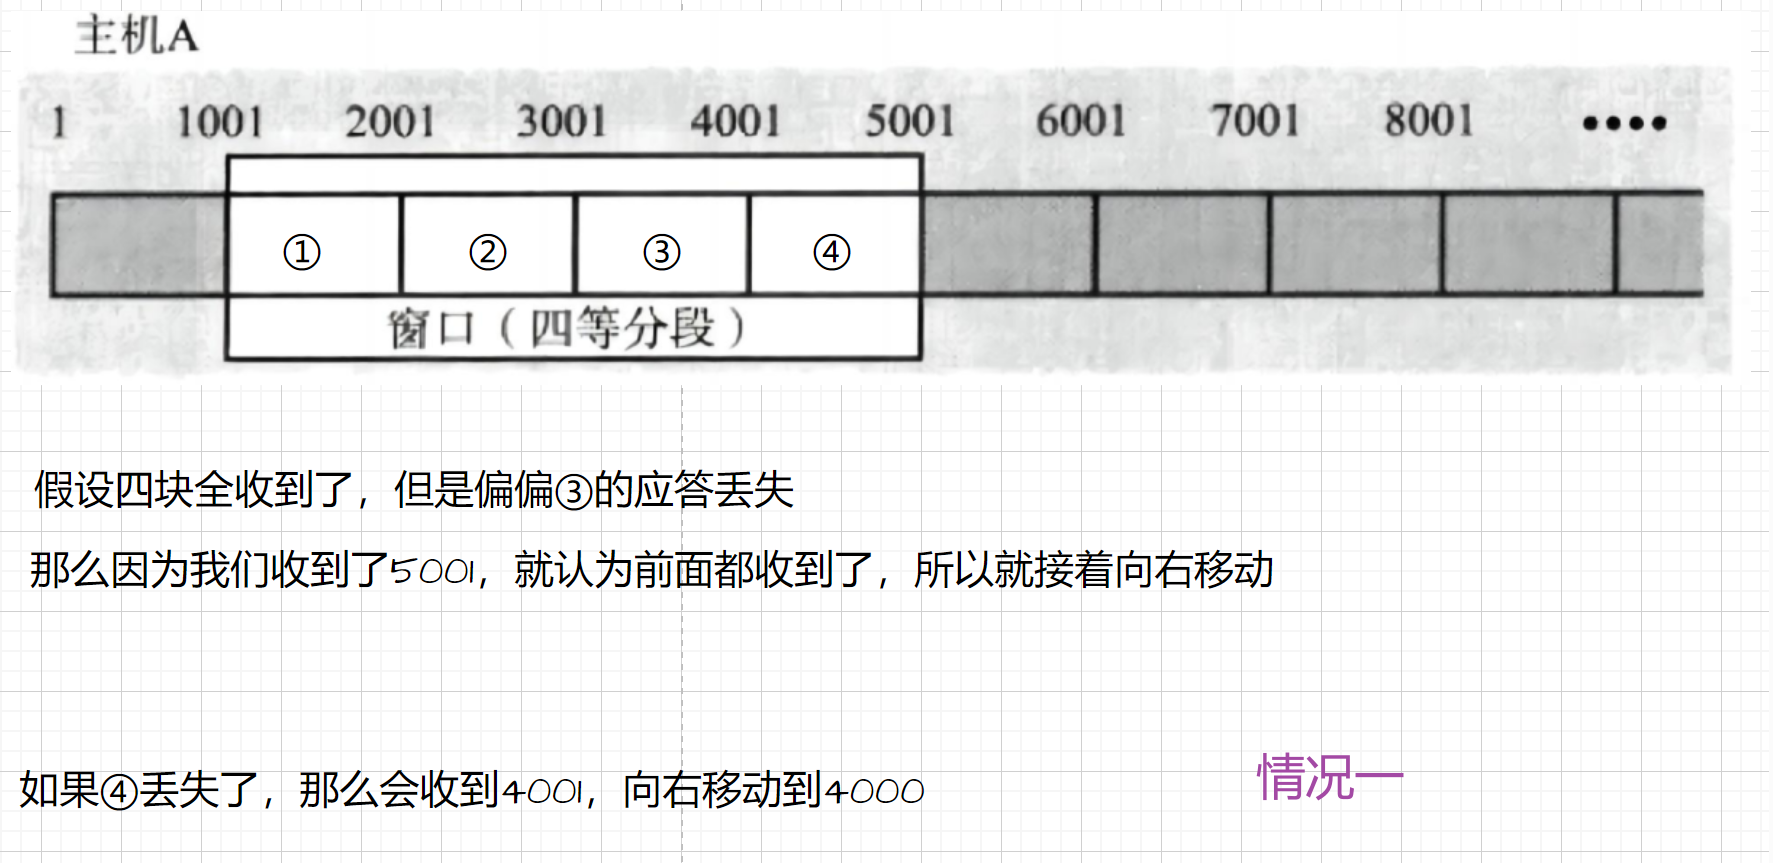 主机A
1 1001 2001 3001 4001 5001 6001 7001 8001 ••••
① ② ③ ④
窗口（四等分段）
假设四块全收到了，但是偏偏③的应答丢失
那么因为我们收到了5001，就认为前面都收到了，所以就接着向右移动
如果④丢失了，那么会收到4001，向右移动到4000
情况一